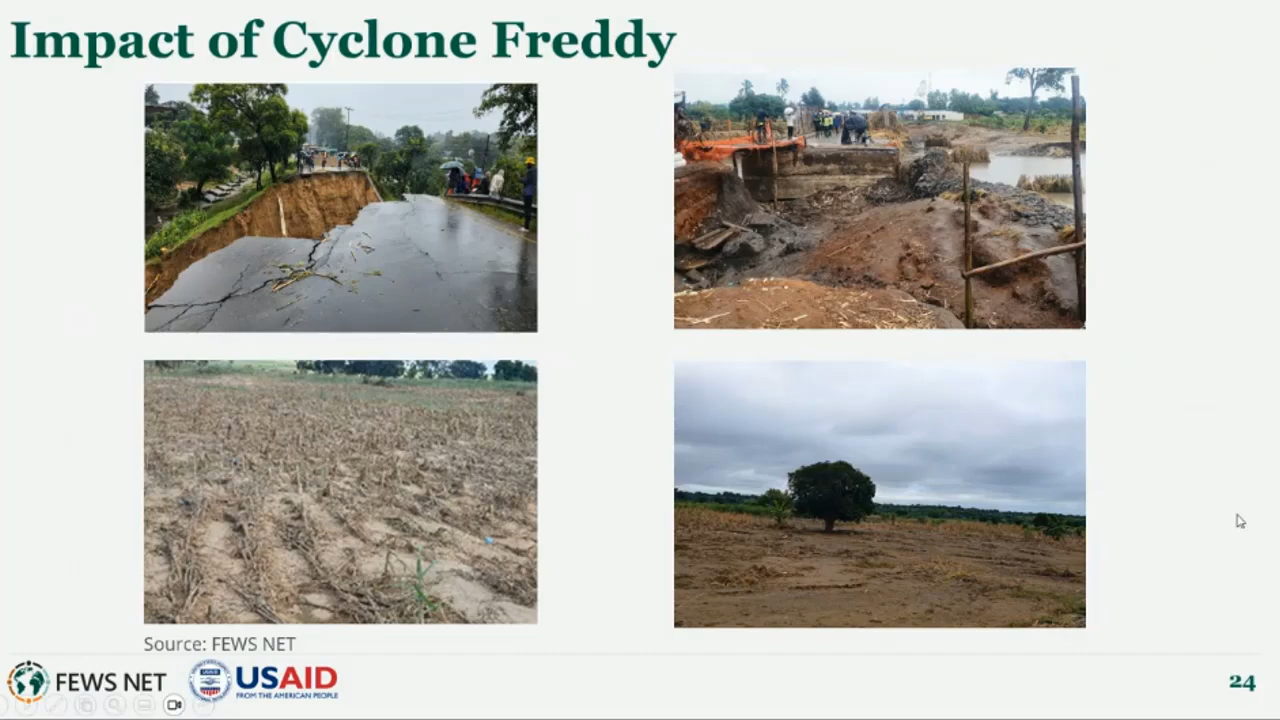 Impact of Cyclone Freddy
Source: FEWS NET
FEWS NET
USAID
FROM THE AMERICAN PEOPLE
24